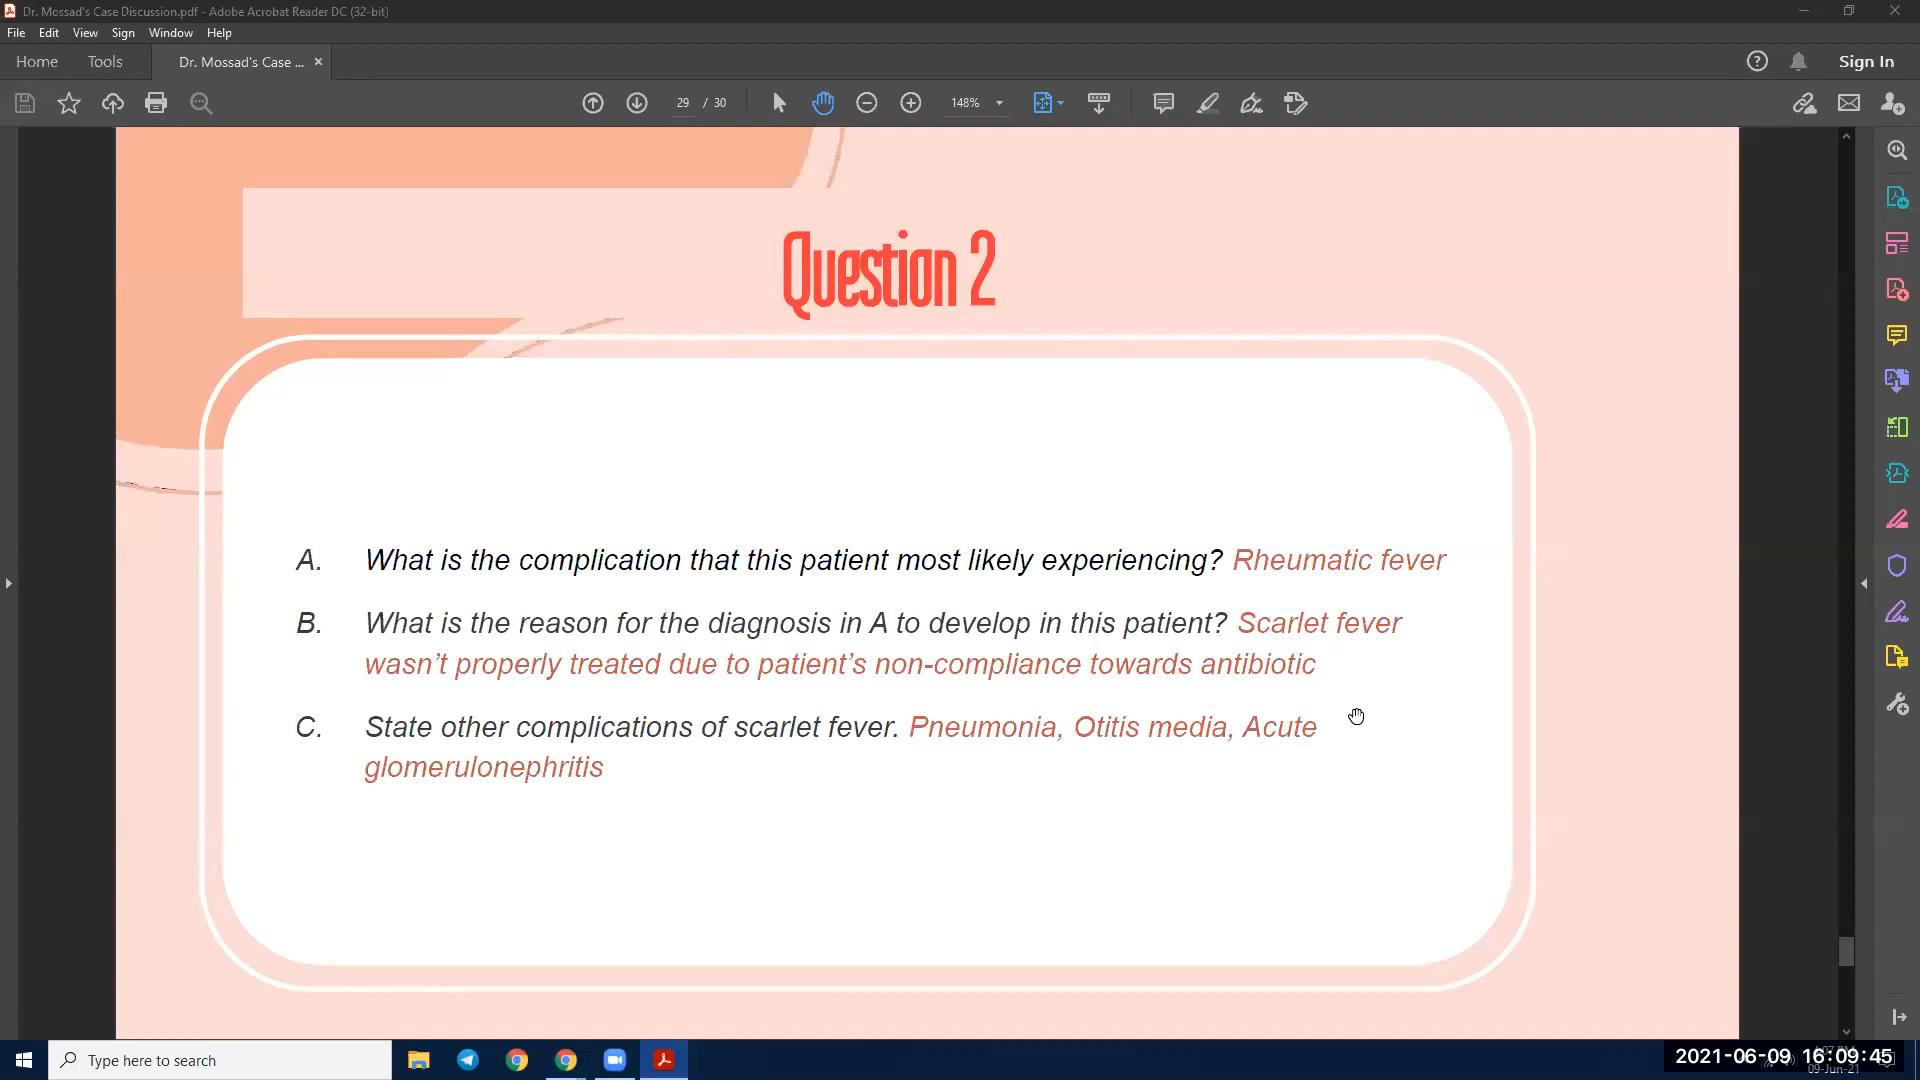 Dr. Mossad's Case Discussion.pdf - Adobe Acrobat Reader DC (32-bit)
File Edit View Sign Window Help
Home Tools Dr. Mossad's Case ... × Sign In
29 / 30 148%
Question 2
A. What is the complication that this patient most likely experiencing? Rheumatic fever
B. What is the reason for the diagnosis in A to develop in this patient? Scarlet fever
wasn't properly treated due to patient's non-compliance towards antibiotic
C. State other complications of scarlet fever. Pneumonia, Otitis media, Acute
glomerulonephritis
Type here to search
2021-06-09 16:09:45
09-Jun-21